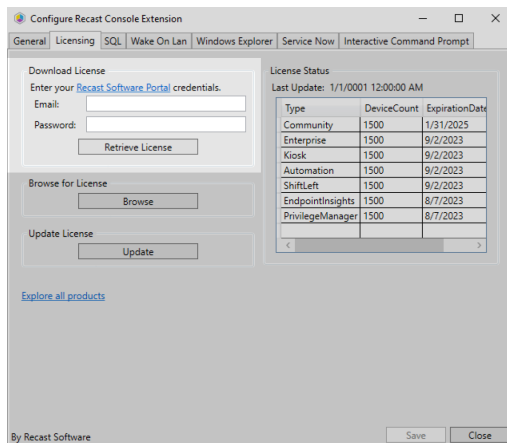 Configure Recast Console Extension
General Licensing SQL Wake On Lan Windows Explorer Service Now Interactive Command Prompt
Download License
Enter your Recast Software Portal credentials.
Email:
Password:
Retrieve License
Browse for License
Browse
Update License
Update
Explore all products
License Status
Last Update: 1/1/0001 12:00:00 AM
Type DeviceCount ExpirationDate
Community 1500 1/31/2025
Enterprise 1500 9/2/2023
Kiosk 1500 9/2/2023
Automation 1500 9/2/2023
ShiftLeft 1500 9/2/2023
EndpointInsights 1500 8/7/2023
PrivilegeManager 1500 8/7/2023
By Recast Software
Save Close